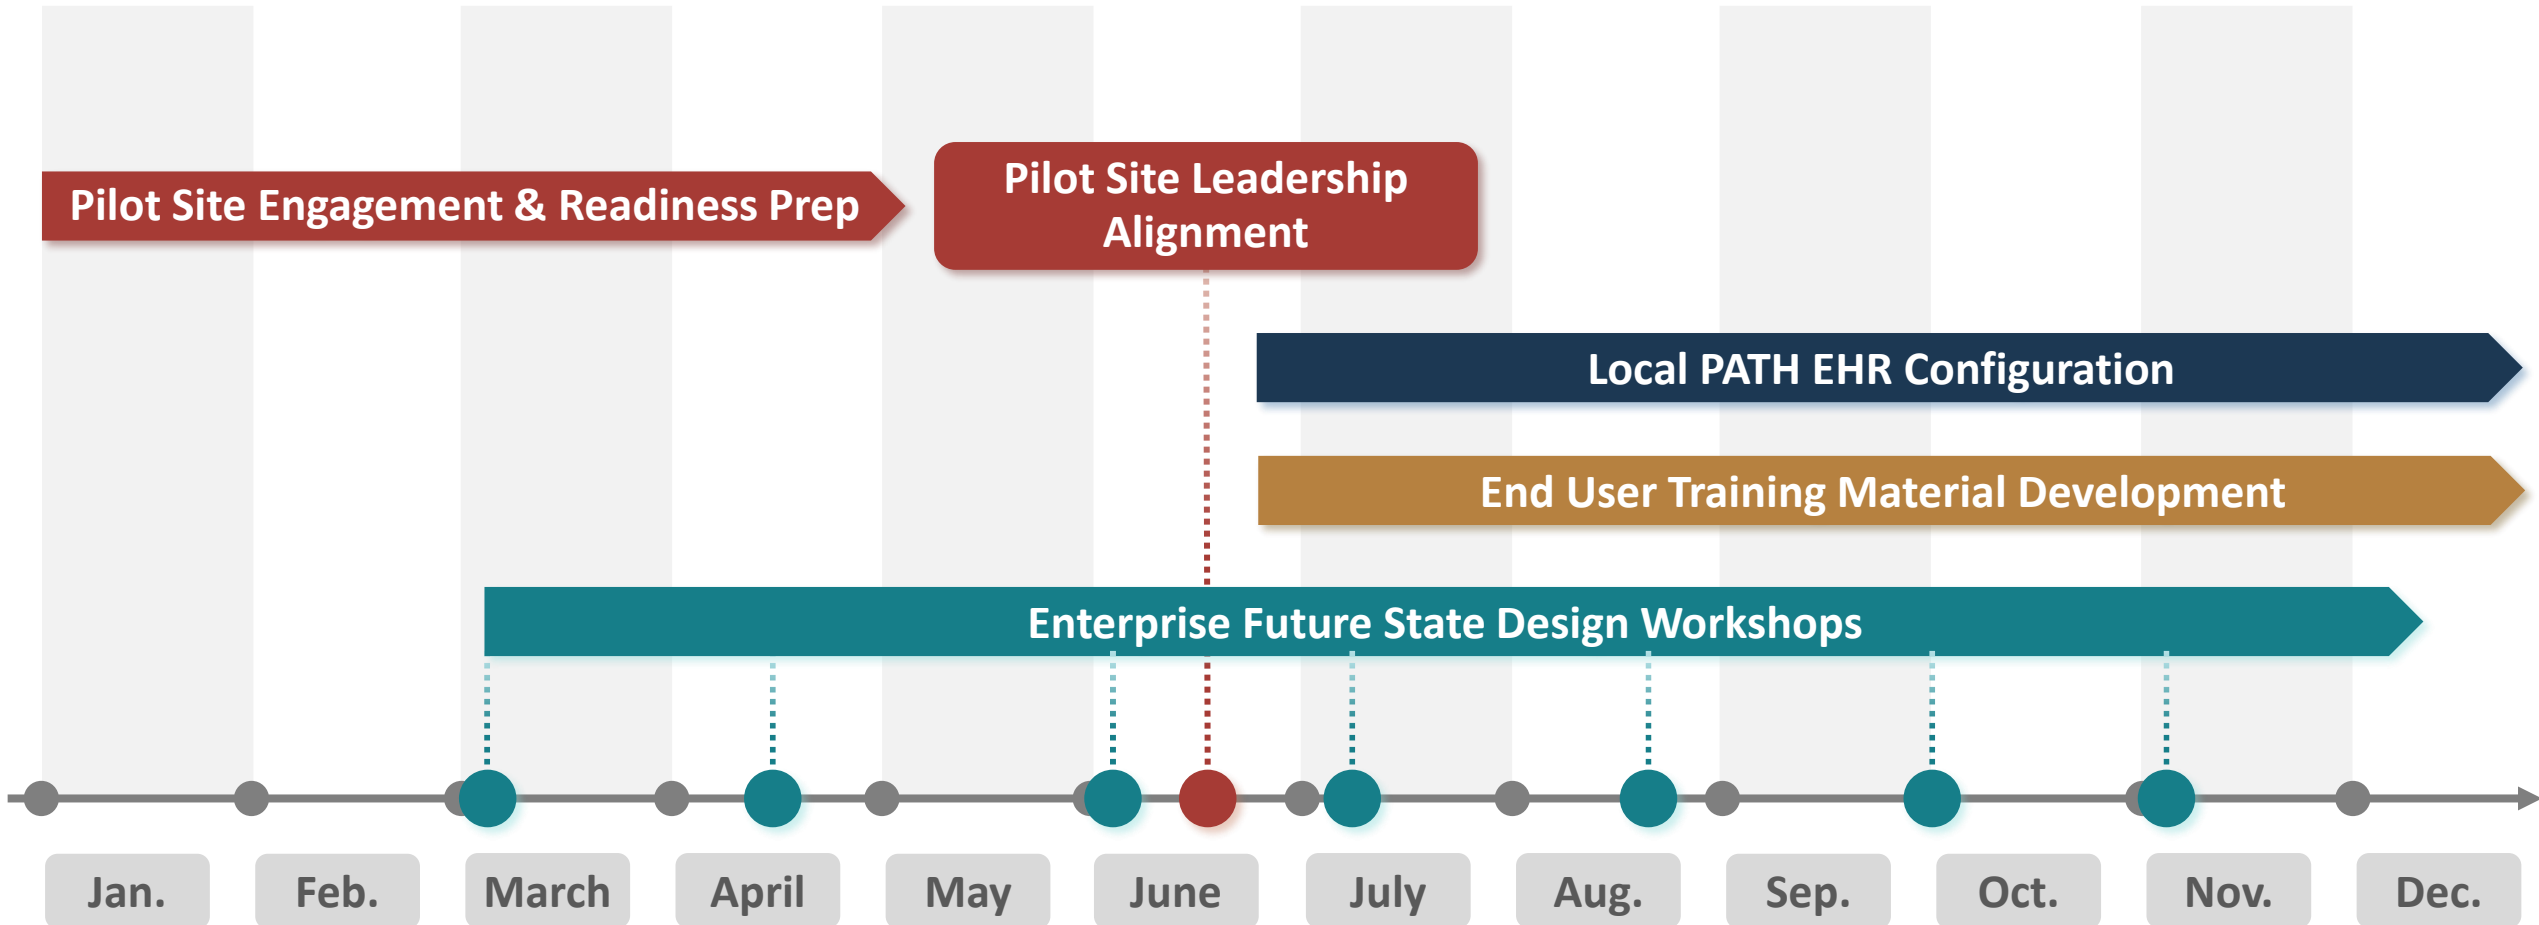 Pilot Site Engagement & Readiness Prep
Pilot Site Leadership
Alignment
Local PATH EHR Configuration
End User Training Material Development
Enterprise Future State Design Workshops
Jan.
Feb.
March
April
May
June
July
Aug.
Sep.
Oct.
Nov.
Dec.